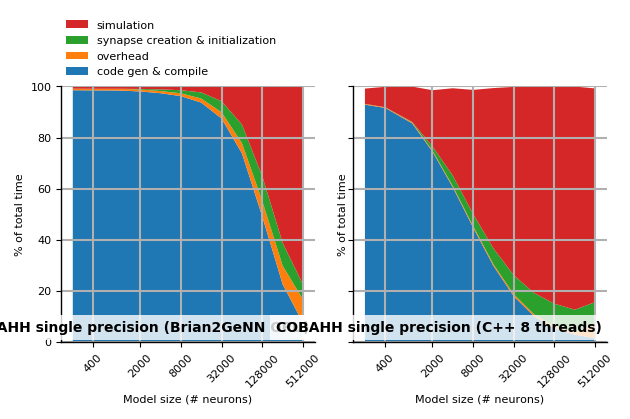 simulation
synapse creation & initialization
overhead
code gen & compile
% of total time
100
80
60
40
20
0
AHH single precision (Brian2GeNN
400
2000
8000
32000
128000
512000
Model size (# neurons)
% of total time
COBAHH single precision (C++ 8 threads)
400
2000
8000
32000
128000
512000
Model size (# neurons)